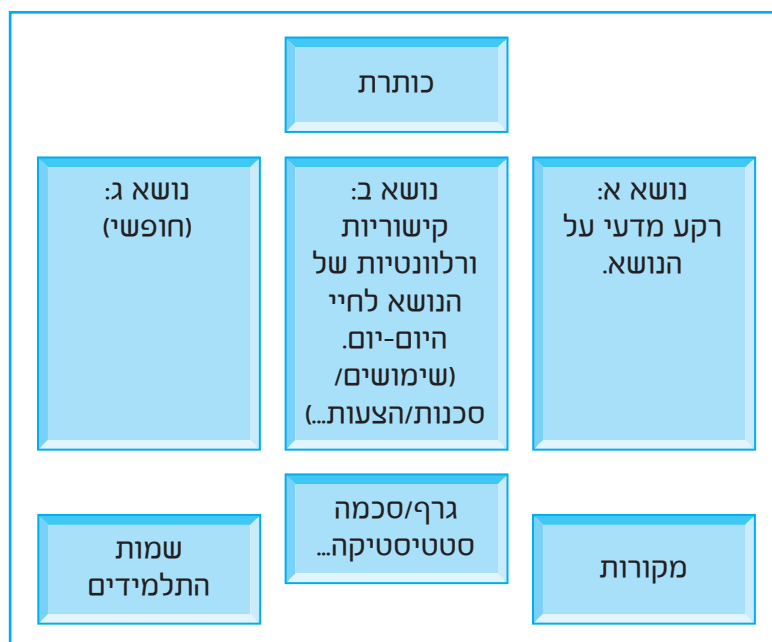 כותרת
נושא א:
רקע מדעי על
הנושא.
נושא ב:
קישוריות
ורלוונטיות של
הנושא לחיי
היום-יום.
(שימושים/
סכנות/הצעות...)
נושא ג:
(חופשי)
מקורות
גרף/סכמה
סטטיסטיקה...
שמות
התלמידים